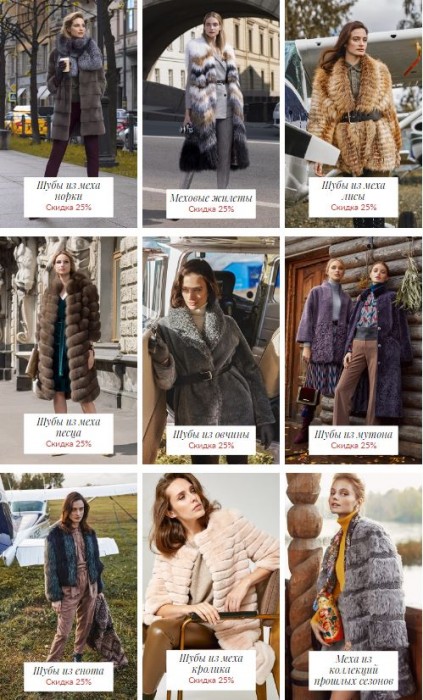 Шубы из меха
норки
Скидка 25%
Меховые жилеты
Скидка 25%
Шубы из меха
лисы
Скидка 25%
Шубы из меха
песца
Скидка 25%
Шубы из овчины
Скидка 25%
Шубы из мутона
Скидка 25%
Шубы из енота
Скидка 25%
Шубы из меха
кролика
Скидка 25%
Меха из
коллекций
прошлых сезонов